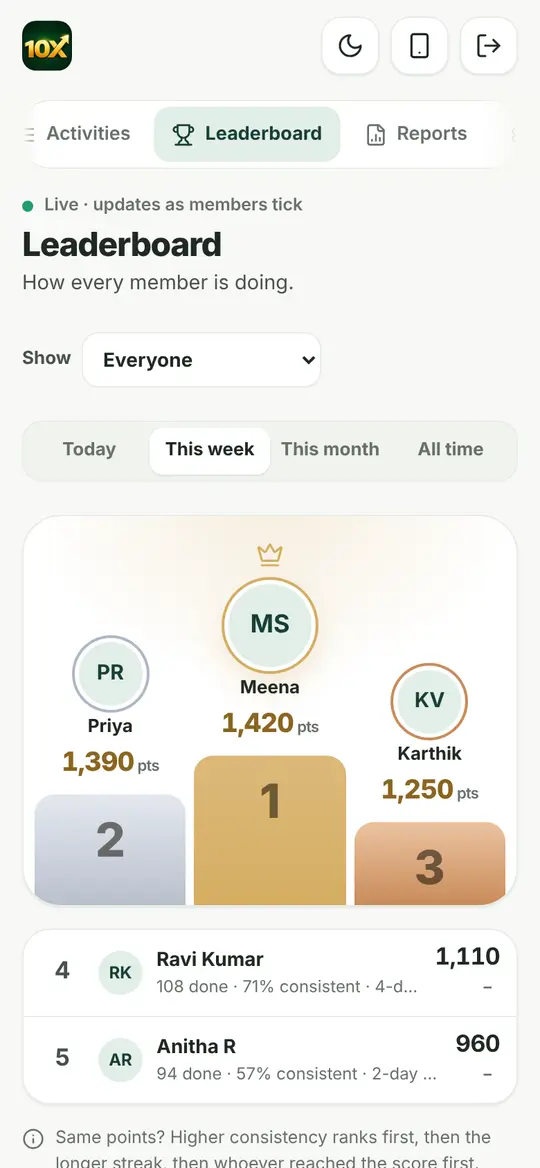 10X
Activities Leaderboard Reports
Live · updates as members tick
Leaderboard
How every member is doing.
Show Everyone
Today This week This month All time
MS
Meena
1,420 pts
PR
Priya
1,390 pts
KV
Karthik
1,250 pts
1
2
3
4 RK Ravi Kumar 1,110
108 done · 71% consistent · 4-d... –
5 AR Anitha R 960
94 done · 57% consistent · 2-day ... –
Same points? Higher consistency ranks first, then the
longer streak, then whoever reached the score first.